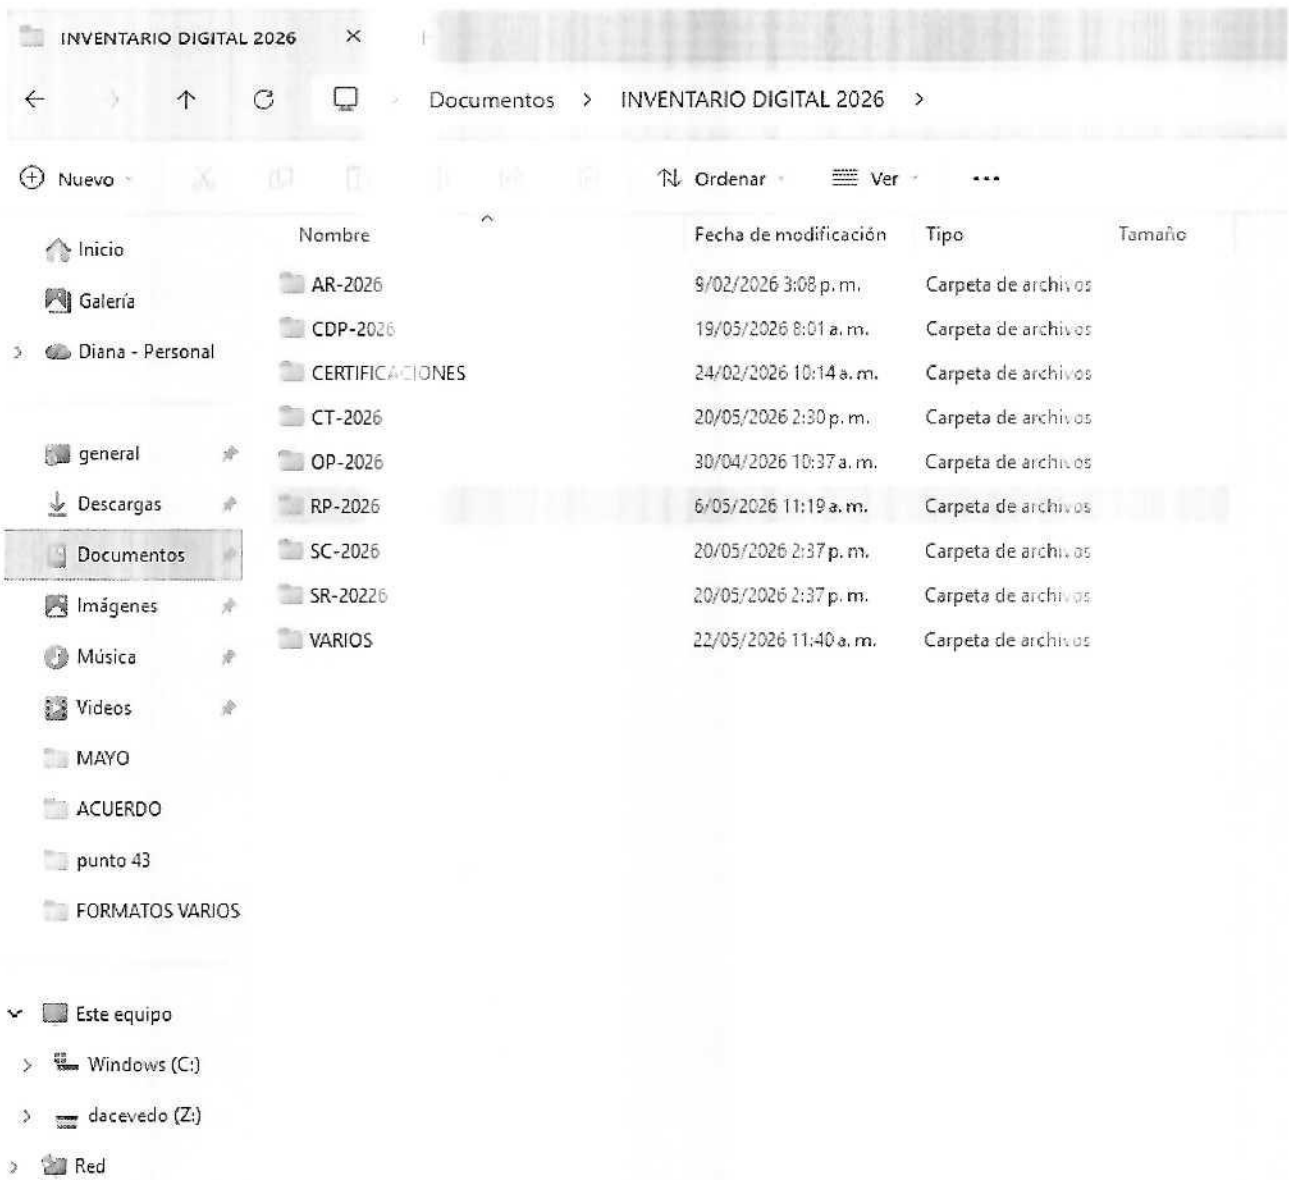 INVENTARIO DIGITAL 2026
Documentos > INVENTARIO DIGITAL 2026 >
Nuevo Ordenar Ver ...
Nombre Fecha de modificación Tipo Tamaño
Inicio
Galería
Diana - Personal
general
Descargas
Documentos
Imágenes
Música
Videos
MAYO
ACUERDO
punto 43
FORMATOS VARIOS
Este equipo
Windows (C:)
dacevedo (Z:)
Red
AR-2026 9/02/2026 3:08 p. m. Carpeta de archivos
CDP-2026 19/05/2026 8:01 a. m. Carpeta de archivos
CERTIFICACIONES 24/02/2026 10:14 a. m. Carpeta de archivos
CT-2026 20/05/2026 2:30 p. m. Carpeta de archivos
OP-2026 30/04/2026 10:37 a. m. Carpeta de archivos
RP-2026 6/05/2026 11:19 a. m. Carpeta de archivos
SC-2026 20/05/2026 2:37 p. m. Carpeta de archivos
SR-20226 20/05/2026 2:37 p. m. Carpeta de archivos
VARIOS 22/05/2026 11:40 a. m. Carpeta de archivos